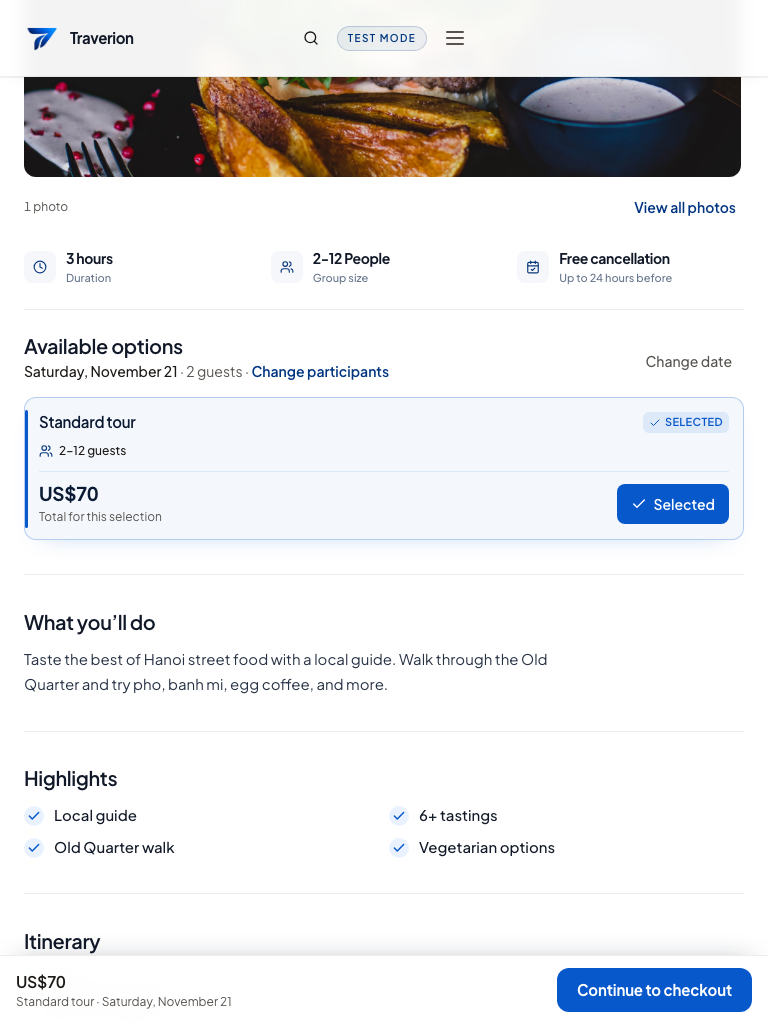 Traverion
TEST MODE
1 photo
View all photos
3 hours
Duration
2–12 People
Group size
Free cancellation
Up to 24 hours before
Available options
Saturday, November 21 · 2 guests · Change participants
Change date
Standard tour
SELECTED
2–12 guests
US$70
Total for this selection
Selected
What you’ll do
Taste the best of Hanoi street food with a local guide. Walk through the Old
Quarter and try pho, banh mi, egg coffee, and more.
Highlights
Local guide
6+ tastings
Old Quarter walk
Vegetarian options
Itinerary
US$70
Standard tour · Saturday, November 21
Continue to checkout